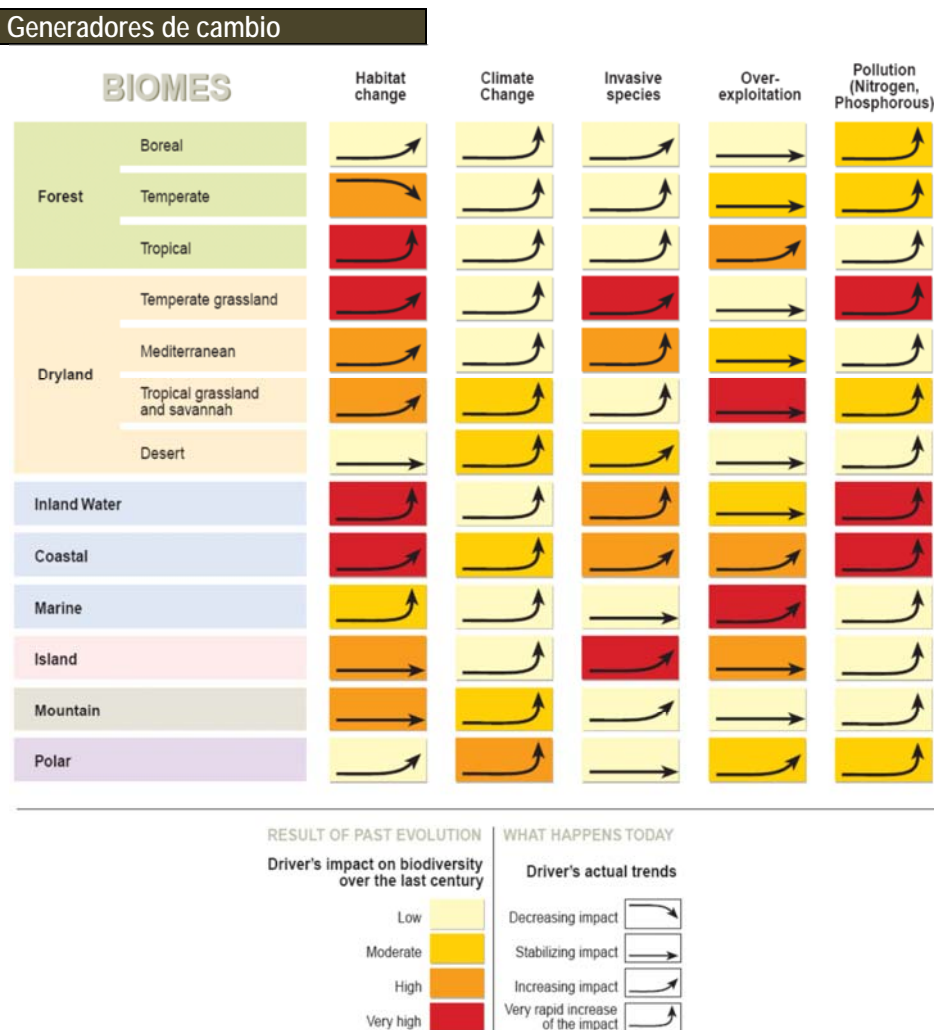 Generadores de cambio
BIOMES
Habitat
change
Climate
Change
Invasive
species
Over-
exploitation
Pollution
(Nitrogen,
Phosphorous)
Forest
Boreal
Temperate
Tropical
Dryland
Temperate grassland
Mediterranean
Tropical grassland
and savannah
Desert
Inland Water
Coastal
Marine
Island
Mountain
Polar
RESULT OF PAST EVOLUTION
Driver's impact on biodiversity
over the last century
Low
Moderate
High
Very high
WHAT HAPPENS TODAY
Driver's actual trends
Decreasing impact
Stabilizing impact
Increasing impact
Very rapid increase
of the impact